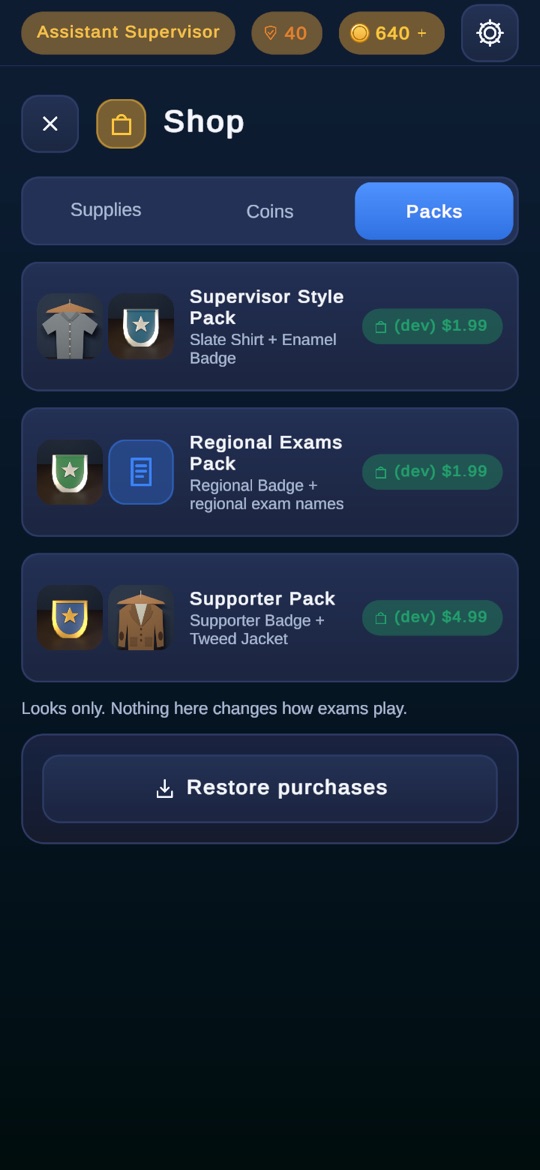 Assistant Supervisor
40
640 +
Shop
Supplies
Coins
Packs
Supervisor Style
Pack
Slate Shirt + Enamel
Badge
(dev) $1.99
Regional Exams
Pack
Regional Badge +
regional exam names
(dev) $1.99
Supporter Pack
Supporter Badge +
Tweed Jacket
(dev) $4.99
Looks only. Nothing here changes how exams play.
Restore purchases